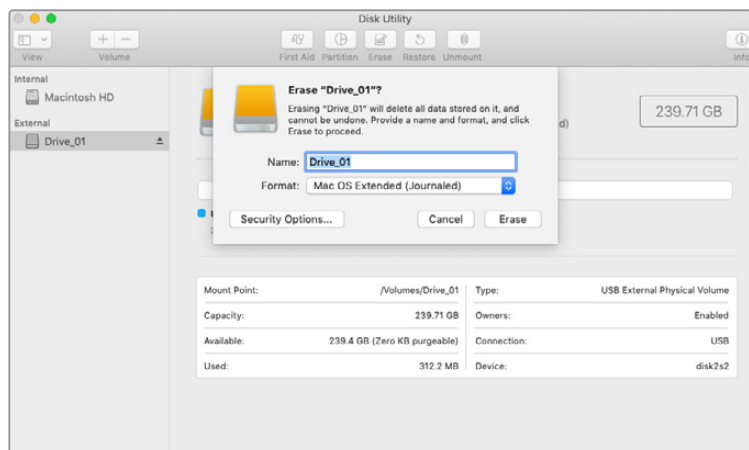 Disk Utility
View
Volume
First Aid Partition Erase Restore Unmount
Info
Internal
Macintosh HD
External
Drive_01
Erase “Drive_01”?
Erasing “Drive_01” will delete all data stored on it, and
cannot be undone. Provide a name and format, and click
Erase to proceed.
Name: Drive_01
Format: Mac OS Extended (Journaled)
Security Options... Cancel Erase
239.71 GB
Mount Point: /Volumes/Drive_01 Type: USB External Physical Volume
Capacity: 239.71 GB Owners: Enabled
Available: 239.4 GB (Zero KB purgeable) Connection: USB
Used: 312.2 MB Device: disk2s2